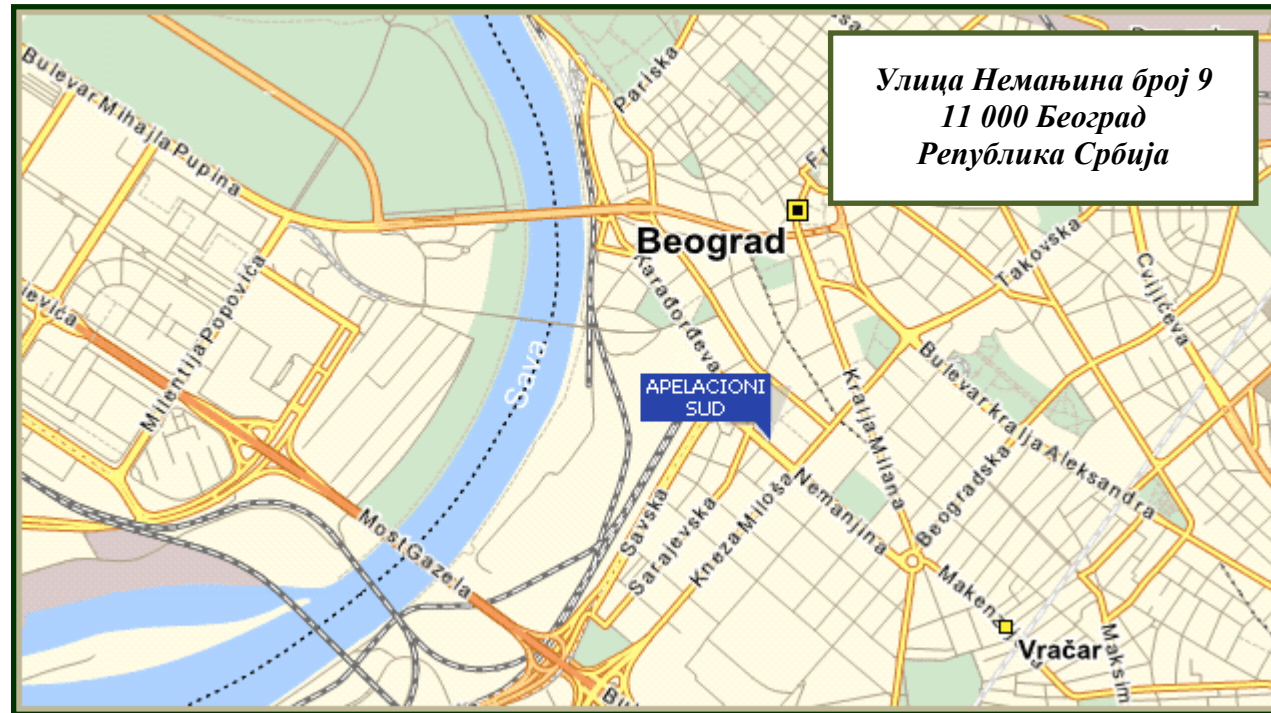 Улица Немањина број 9
11 000 Београд
Република Србија
Bulevar Mihajla Pupina
Pariska
Beograd
Takovska
Cvijićeva
Karađorđeva
Milentija Popovića
Sava
APELACIONI
SUD
Kralja Milana
Bulevar kralja Aleksandra
Beogradska
Nemanjina
Savska
Sarajevska
Kneza Miloša
Most Gazela
Vračar